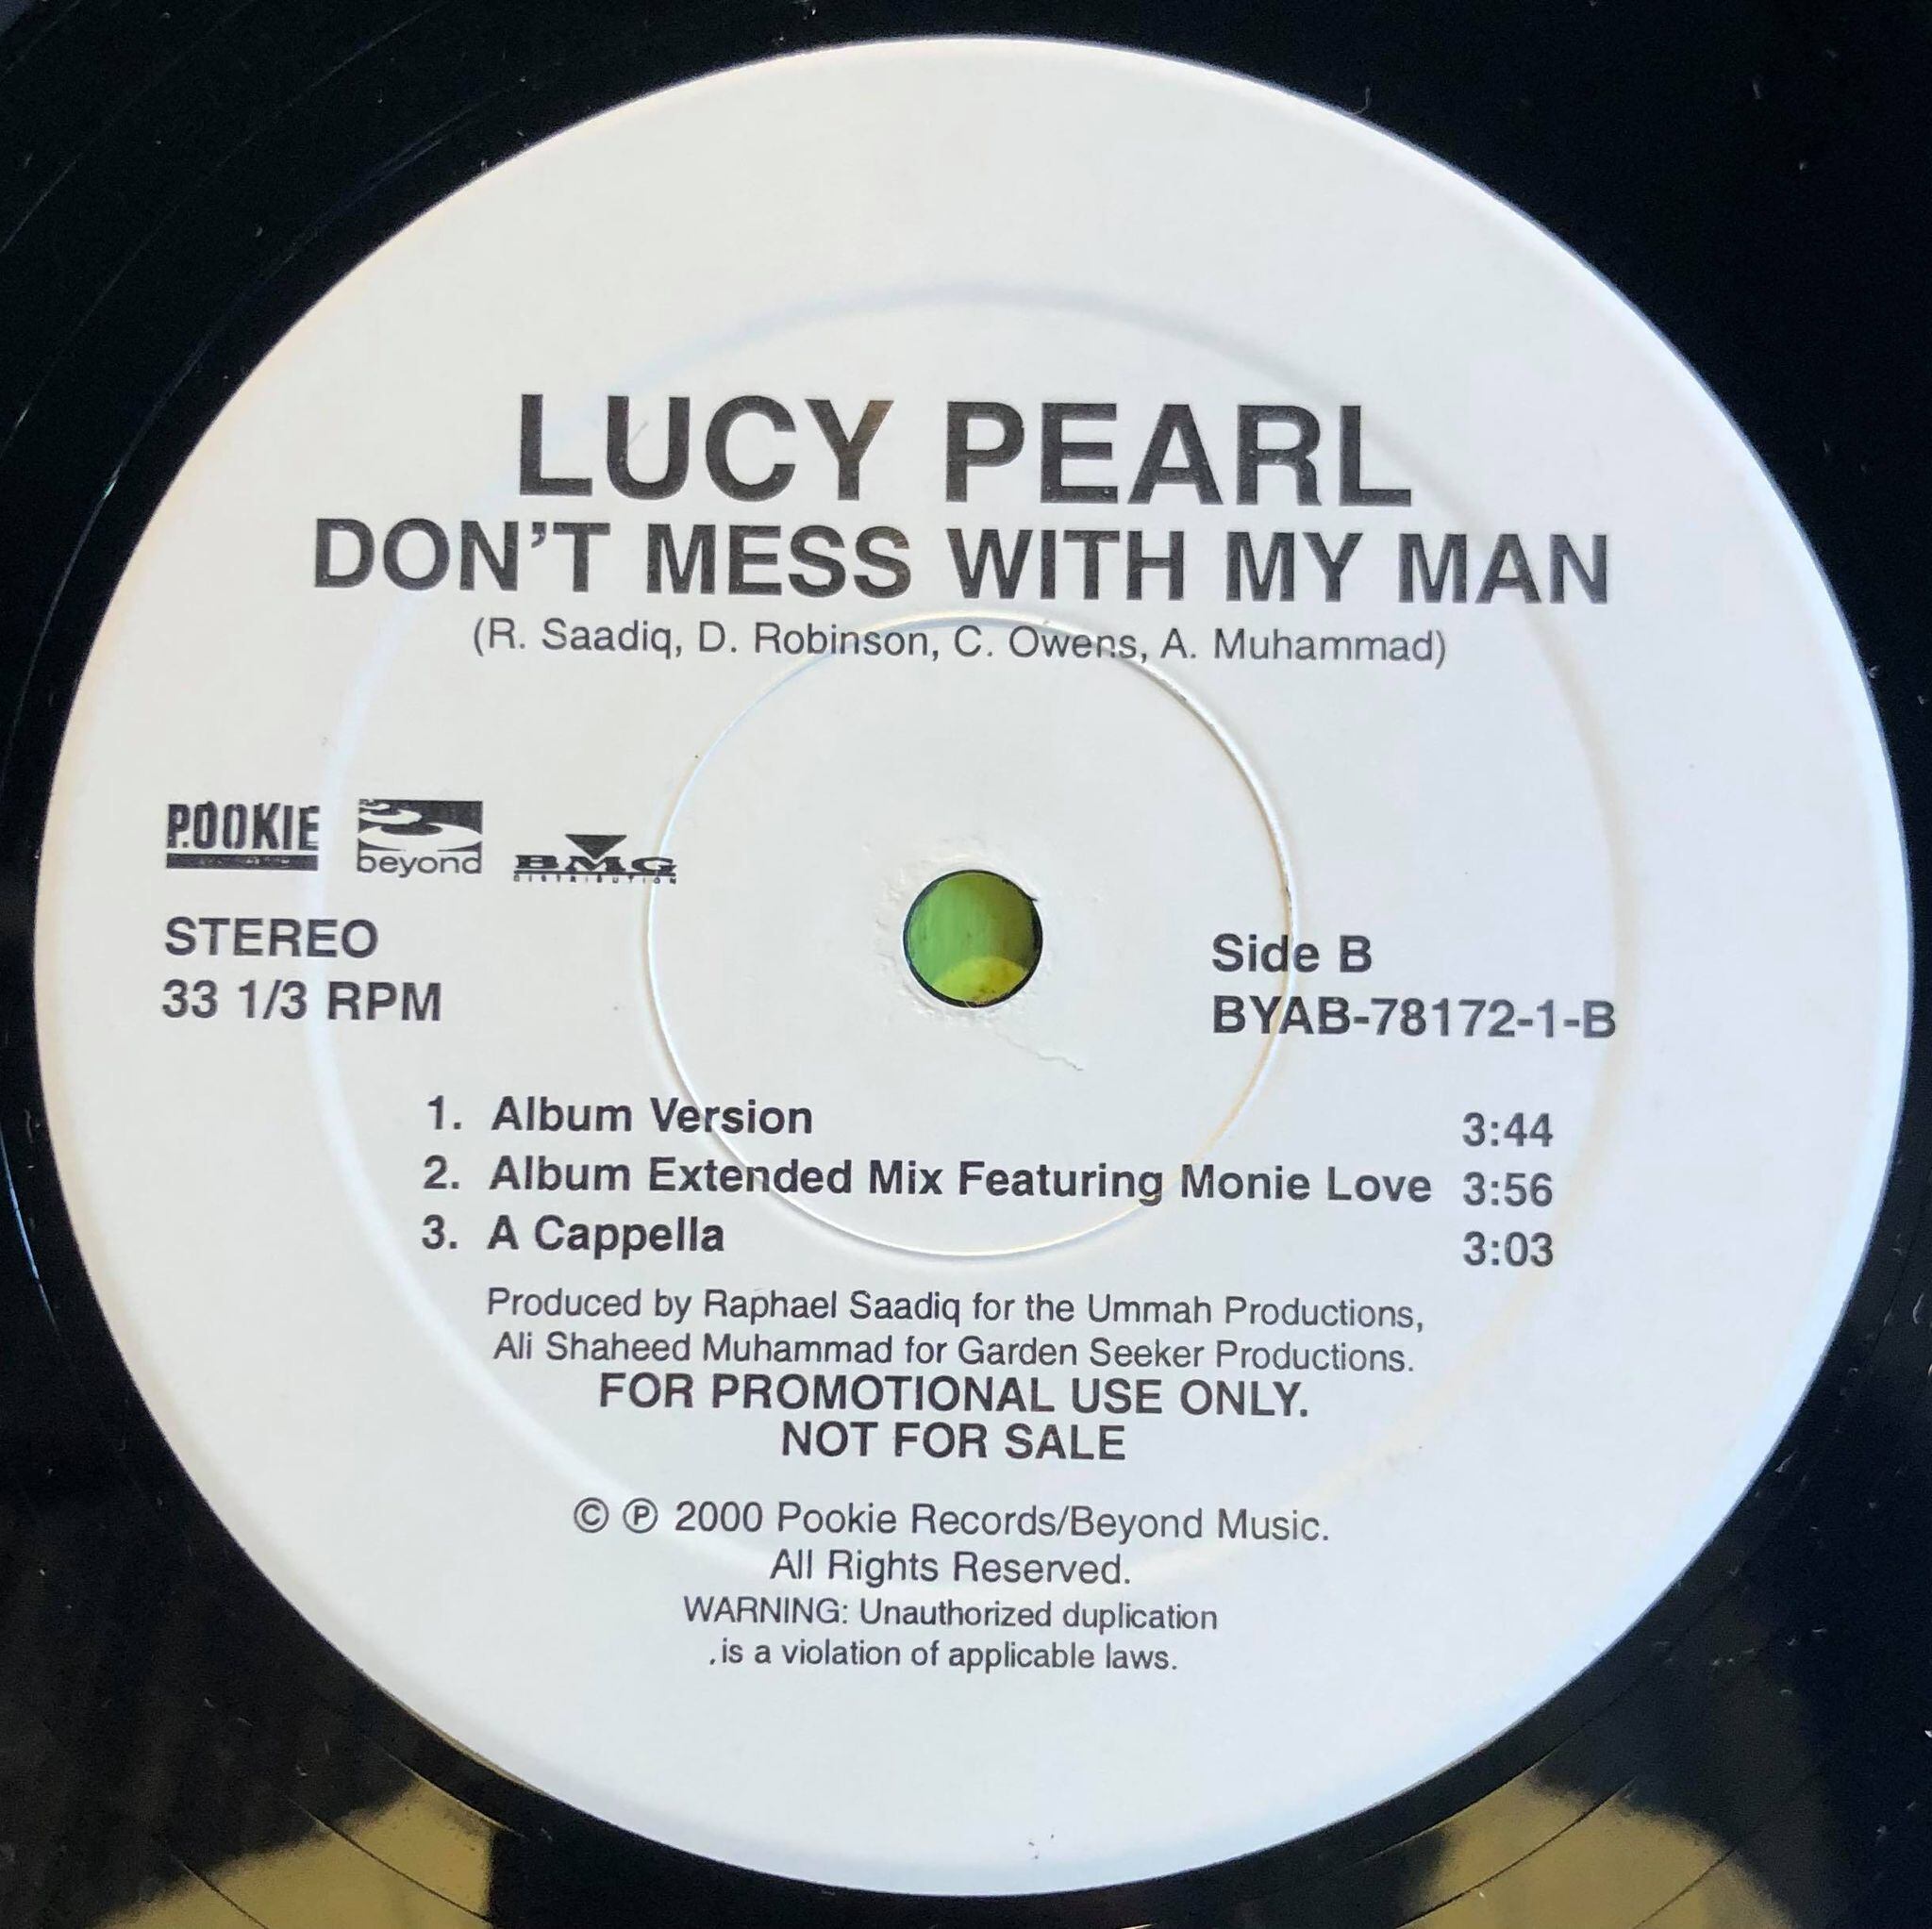 LUCY PEARL
DON'T MESS WITH MY MAN
(R. Saadiq, D. Robinson, C. Owens, A. Muhammad)
POOKIE beyond BMG
DISTRIBUTION
STEREO
33 1/3 RPM
Side B
BYAB-78172-1-B
1. Album Version 3:44
2. Album Extended Mix Featuring Monie Love 3:56
3. A Cappella 3:03
Produced by Raphael Saadiq for the Ummah Productions,
Ali Shaheed Muhammad for Garden Seeker Productions.
FOR PROMOTIONAL USE ONLY.
NOT FOR SALE
© ℗ 2000 Pookie Records/Beyond Music.
All Rights Reserved.
WARNING: Unauthorized duplication
is a violation of applicable laws.